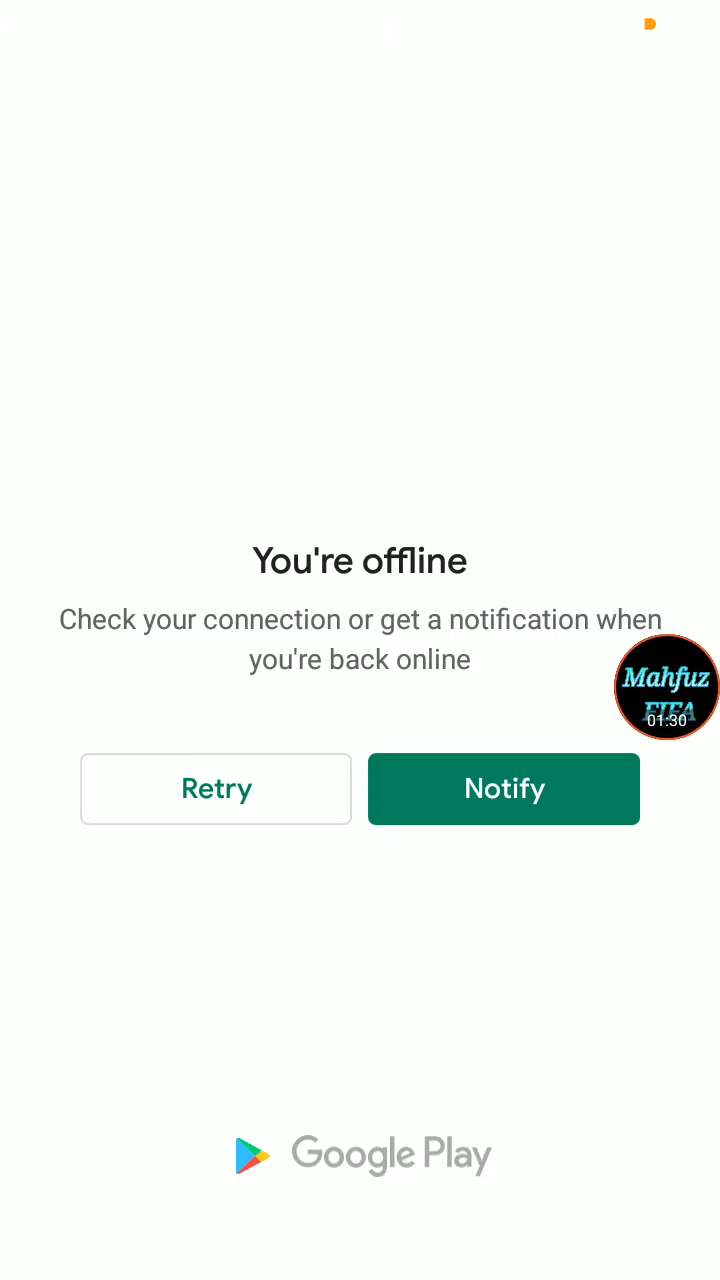 You're offline
Check your connection or get a notification when
you're back online
Mahfuz
FIFA
01:30
Retry
Notify
Google Play